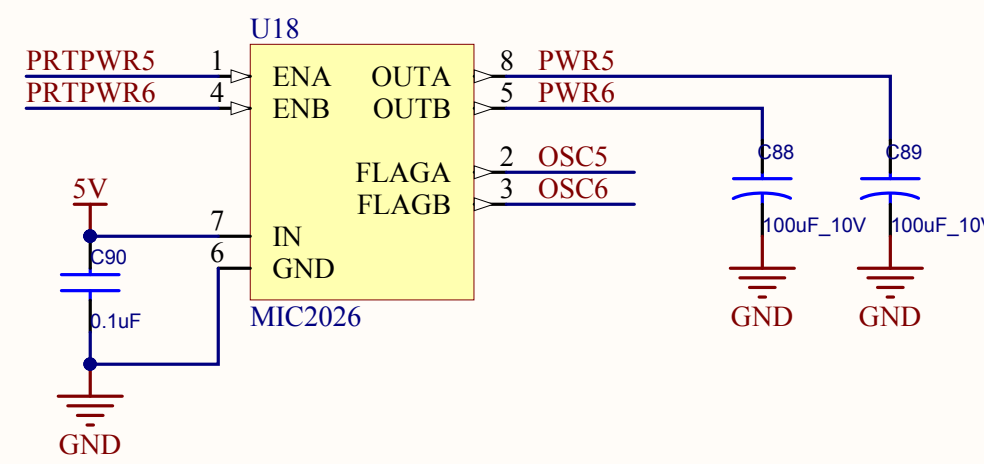 U18
PRTPWR5 1 ENA OUTA 8 PWR5
PRTPWR6 4 ENB OUTB 5 PWR6
C88 C89
FLAGA 2 OSC5
FLAGB 3 OSC6
5V
100uF_10V 100uF_10V
7 IN
C90
6 GND
0.1uF
MIC2026
GND GND
GND